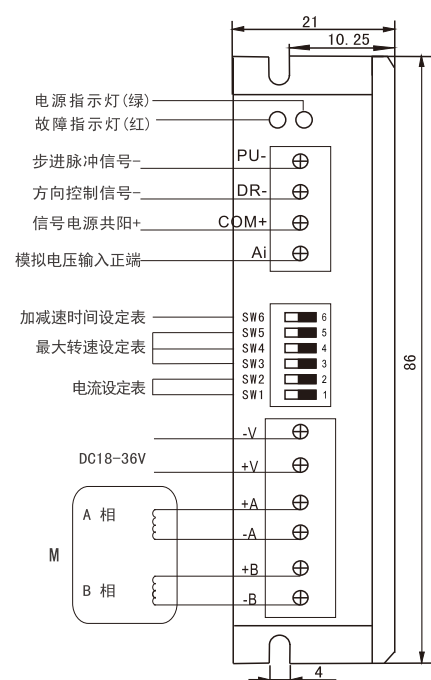 21
10.25
电源指示灯(绿)
故障指示灯(红)
步进脉冲信号- PU-
方向控制信号- DR-
信号电源共阳+ COM+
模拟电压输入正端 Ai
加减速时间设定表 SW6 6
SW5 5
最大转速设定表 SW4 4
SW3 3
电流设定表 SW2 2
SW1 1
86
-V
DC18-36V
+V
A 相 +A
-A
M
+B
B 相
-B
4